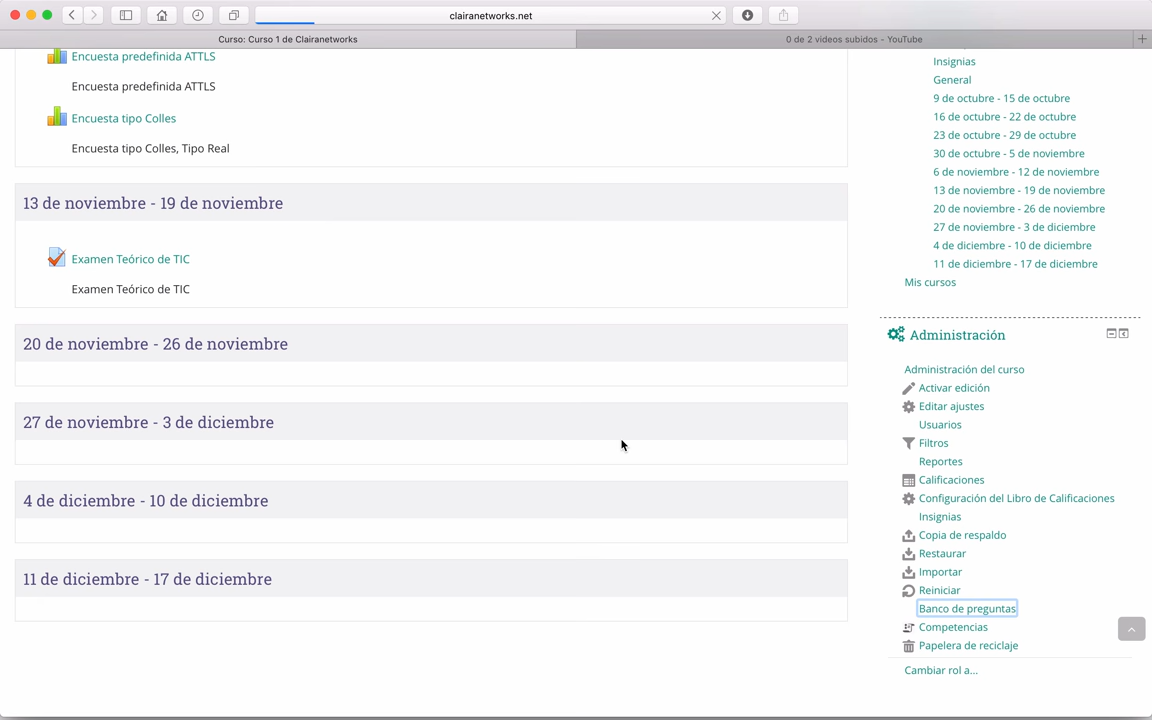 clairanetworks.net
Curso: Curso 1 de Clairanetworks
0 de 2 videos subidos - YouTube
Encuesta predefinida ATTLS
Encuesta predefinida ATTLS
Encuesta tipo Colles
Encuesta tipo Colles, Tipo Real
13 de noviembre - 19 de noviembre
Examen Teórico de TIC
Examen Teórico de TIC
20 de noviembre - 26 de noviembre
27 de noviembre - 3 de diciembre
4 de diciembre - 10 de diciembre
11 de diciembre - 17 de diciembre
Insignias
General
9 de octubre - 15 de octubre
16 de octubre - 22 de octubre
23 de octubre - 29 de octubre
30 de octubre - 5 de noviembre
6 de noviembre - 12 de noviembre
13 de noviembre - 19 de noviembre
20 de noviembre - 26 de noviembre
27 de noviembre - 3 de diciembre
4 de diciembre - 10 de diciembre
11 de diciembre - 17 de diciembre
Mis cursos
Administración
Administración del curso
Activar edición
Editar ajustes
Usuarios
Filtros
Reportes
Calificaciones
Configuración del Libro de Calificaciones
Insignias
Copia de respaldo
Restaurar
Importar
Reiniciar
Banco de preguntas
Competencias
Papelera de reciclaje
Cambiar rol a...